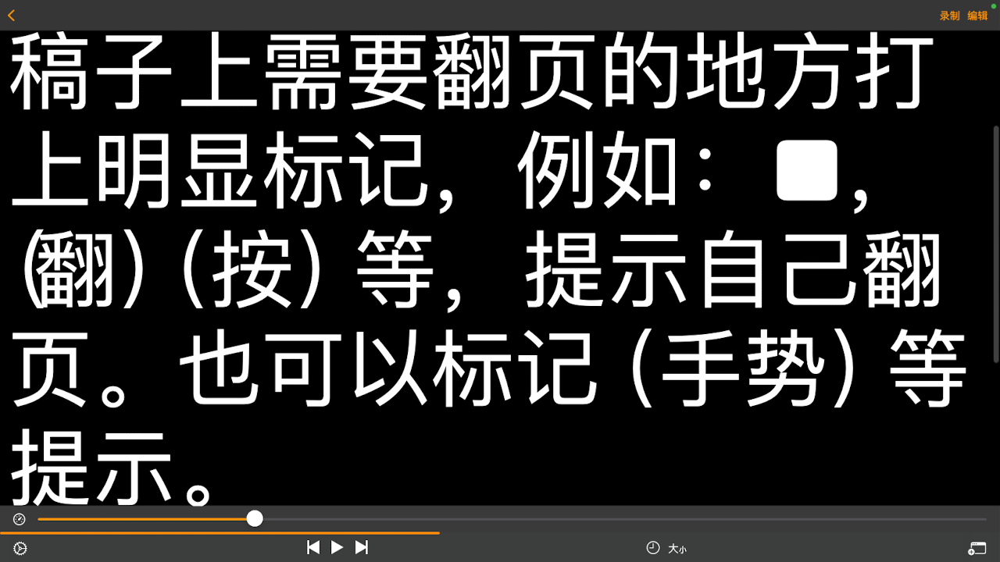 录制 编辑
稿子上需要翻页的地方打
上明显标记，例如：■，
（翻）（按）等，提示自己翻
页。也可以标记（手势）等
提示。
大小